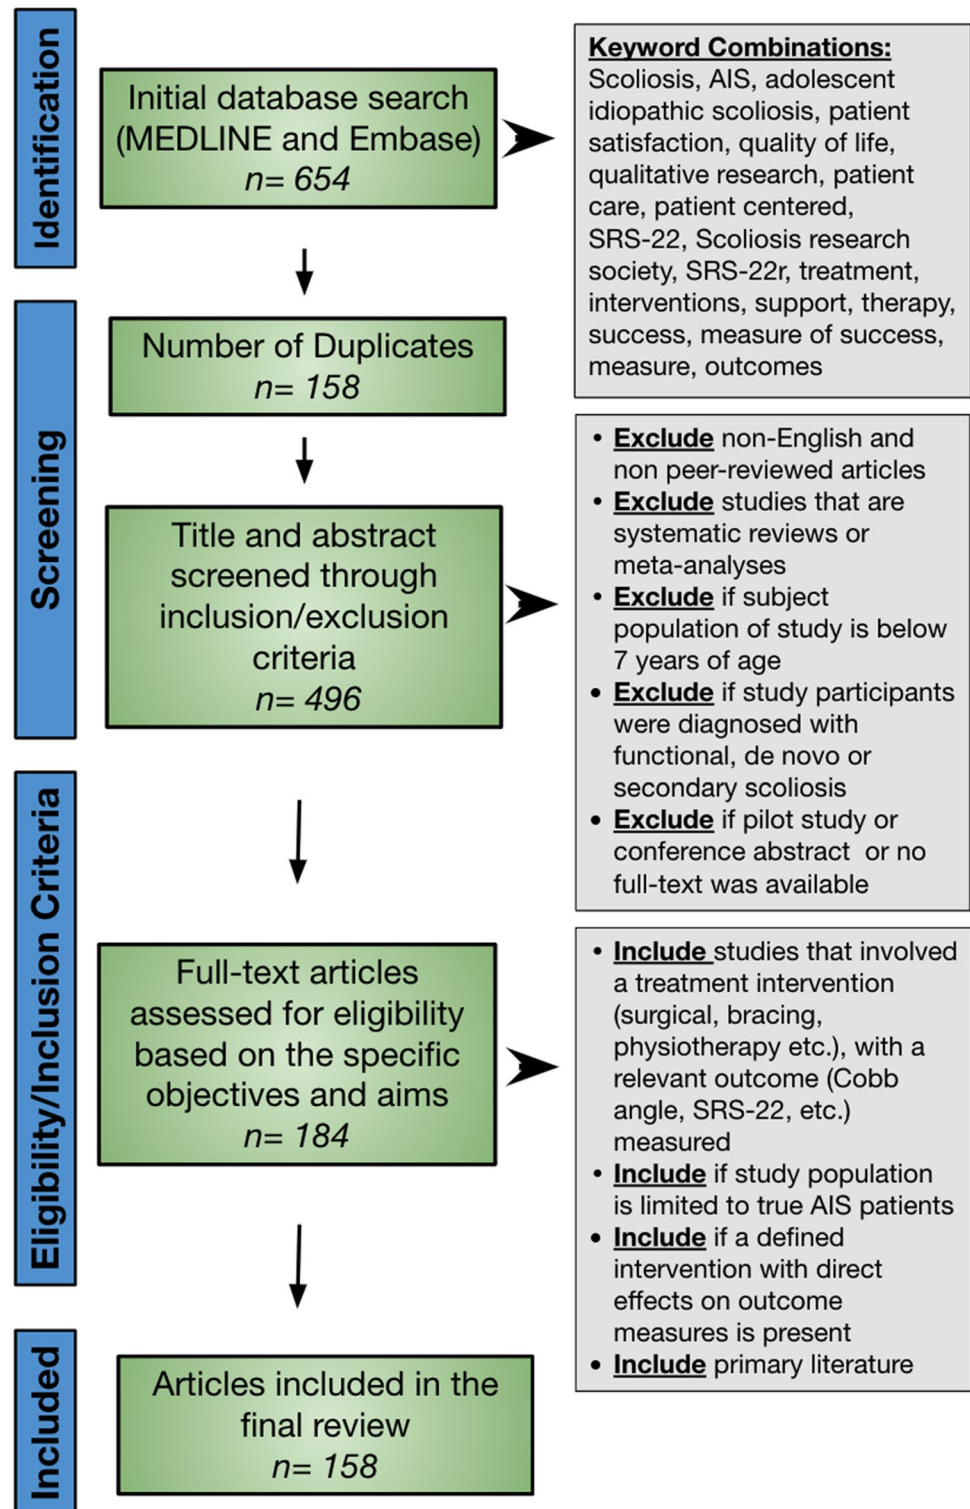 Identification
Initial database search
(MEDLINE and Embase)
n= 654
Keyword Combinations:
Scoliosis, AIS, adolescent
idiopathic scoliosis, patient
satisfaction, quality of life,
qualitative research, patient
care, patient centered,
SRS-22, Scoliosis research
society, SRS-22r, treatment,
interventions, support, therapy,
success, measure of success,
measure, outcomes
Screening
Number of Duplicates
n= 158
Title and abstract
screened through
inclusion/exclusion
criteria
n= 496
• Exclude non-English and
non peer-reviewed articles
• Exclude studies that are
systematic reviews or
meta-analyses
• Exclude if subject
population of study is below
7 years of age
• Exclude if study participants
were diagnosed with
functional, de novo or
secondary scoliosis
• Exclude if pilot study or
conference abstract or no
full-text was available
Eligibility/Inclusion Criteria
Full-text articles
assessed for eligibility
based on the specific
objectives and aims
n= 184
• Include studies that involved
a treatment intervention
(surgical, bracing,
physiotherapy etc.), with a
relevant outcome (Cobb
angle, SRS-22, etc.)
measured
• Include if study population
is limited to true AIS patients
• Include if a defined
intervention with direct
effects on outcome
measures is present
• Include primary literature
Included
Articles included in the
final review
n= 158